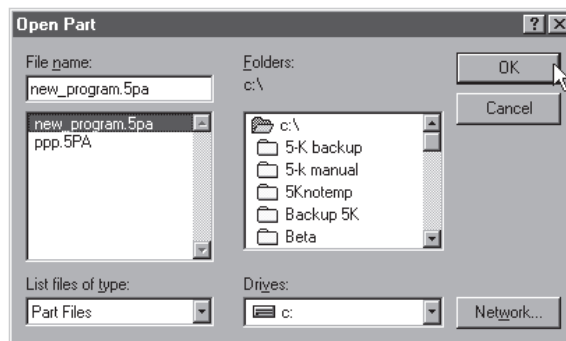 Open Part
File name:
new_program.5pa
new_program.5pa
ppp.5PA
List files of type:
Part Files
Folders:
c:\
c:\
5-K backup
5-k manual
5Knotemp
Backup 5K
Beta
Drives:
c:
? X
OK
Cancel
Network...